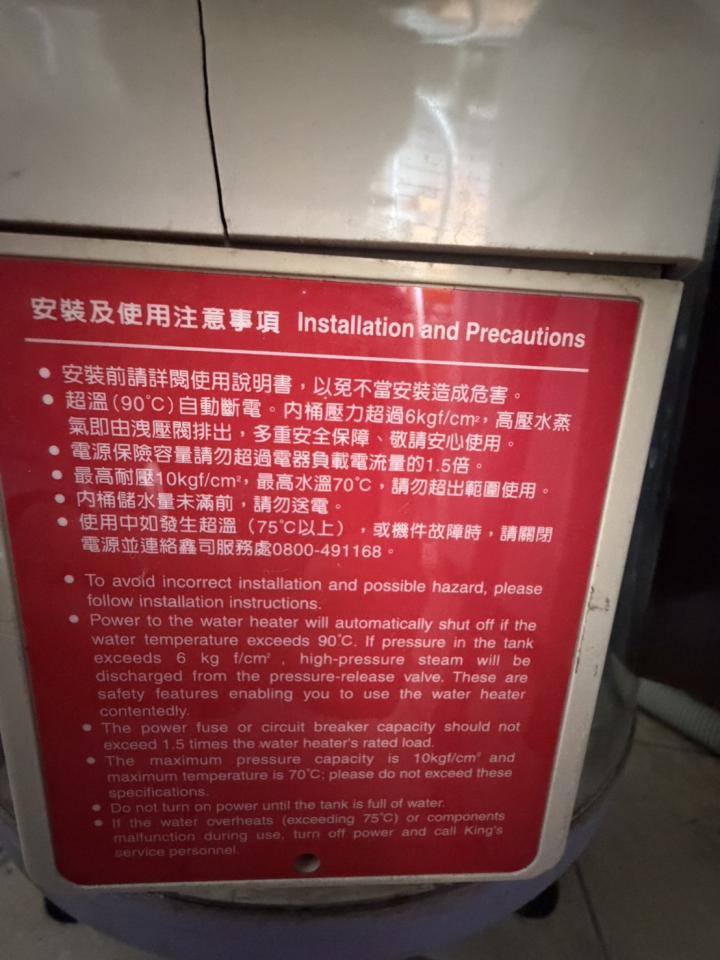 安裝及使用注意事項 Installation and Precautions
● 安裝前請詳閱使用說明書，以免不當安裝造成危害。
● 超溫(90℃)自動斷電。內桶壓力超過6kgf/cm²，高壓水蒸
氣即由洩壓閥排出，多重安全保障、敬請安心使用。
● 電源保險容量請勿超過電器負載電流量的1.5倍。
● 最高耐壓10kgf/cm²，最高水溫70℃，請勿超出範圍使用。
● 內桶儲水量未滿前，請勿送電。
● 使用中如發生超溫（75℃以上），或機件故障時，請關閉
電源並連絡鑫司服務處0800-491168。
● To avoid incorrect installation and possible hazard, please
follow installation instructions.
● Power to the water heater will automatically shut off if the
water temperature exceeds 90℃. If pressure in the tank
exceeds 6 kg f/cm² , high-pressure steam will be
discharged from the pressure-release valve. These are
safety features enabling you to use the water heater
contentedly.
● The power fuse or circuit breaker capacity should not
exceed 1.5 times the water heater's rated load.
● The maximum pressure capacity is 10kgf/cm² and
maximum temperature is 70℃; please do not exceed these
specifications.
● Do not turn on power until the tank is full of water.
● If the water overheats (exceeding 75℃) or components
malfunction during use, turn off power and call King's
service personnel.